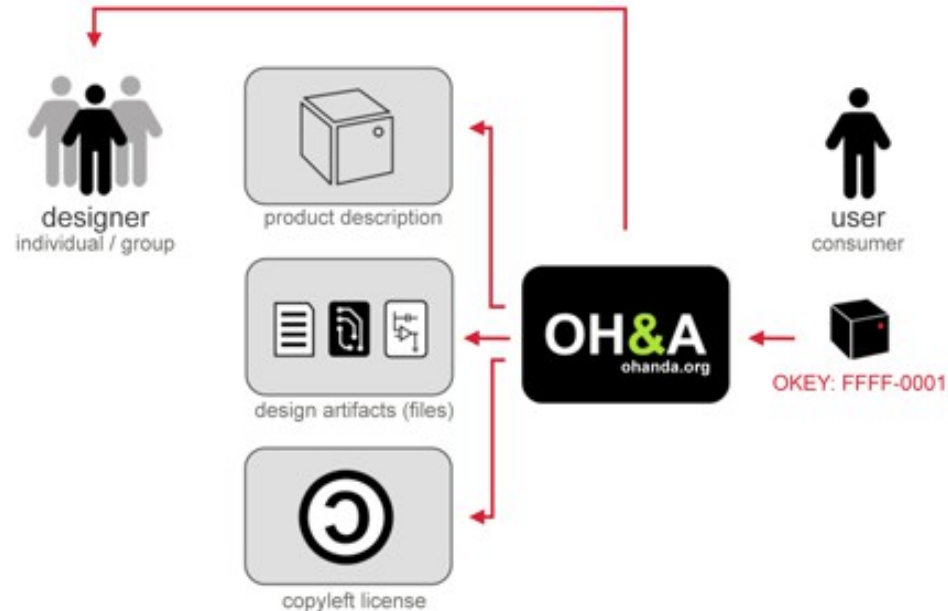 designer
individual / group
product description
design artifacts (files)
copyleft license
OH&A
ohanda.org
user
consumer
OKEY: FFFF-0001